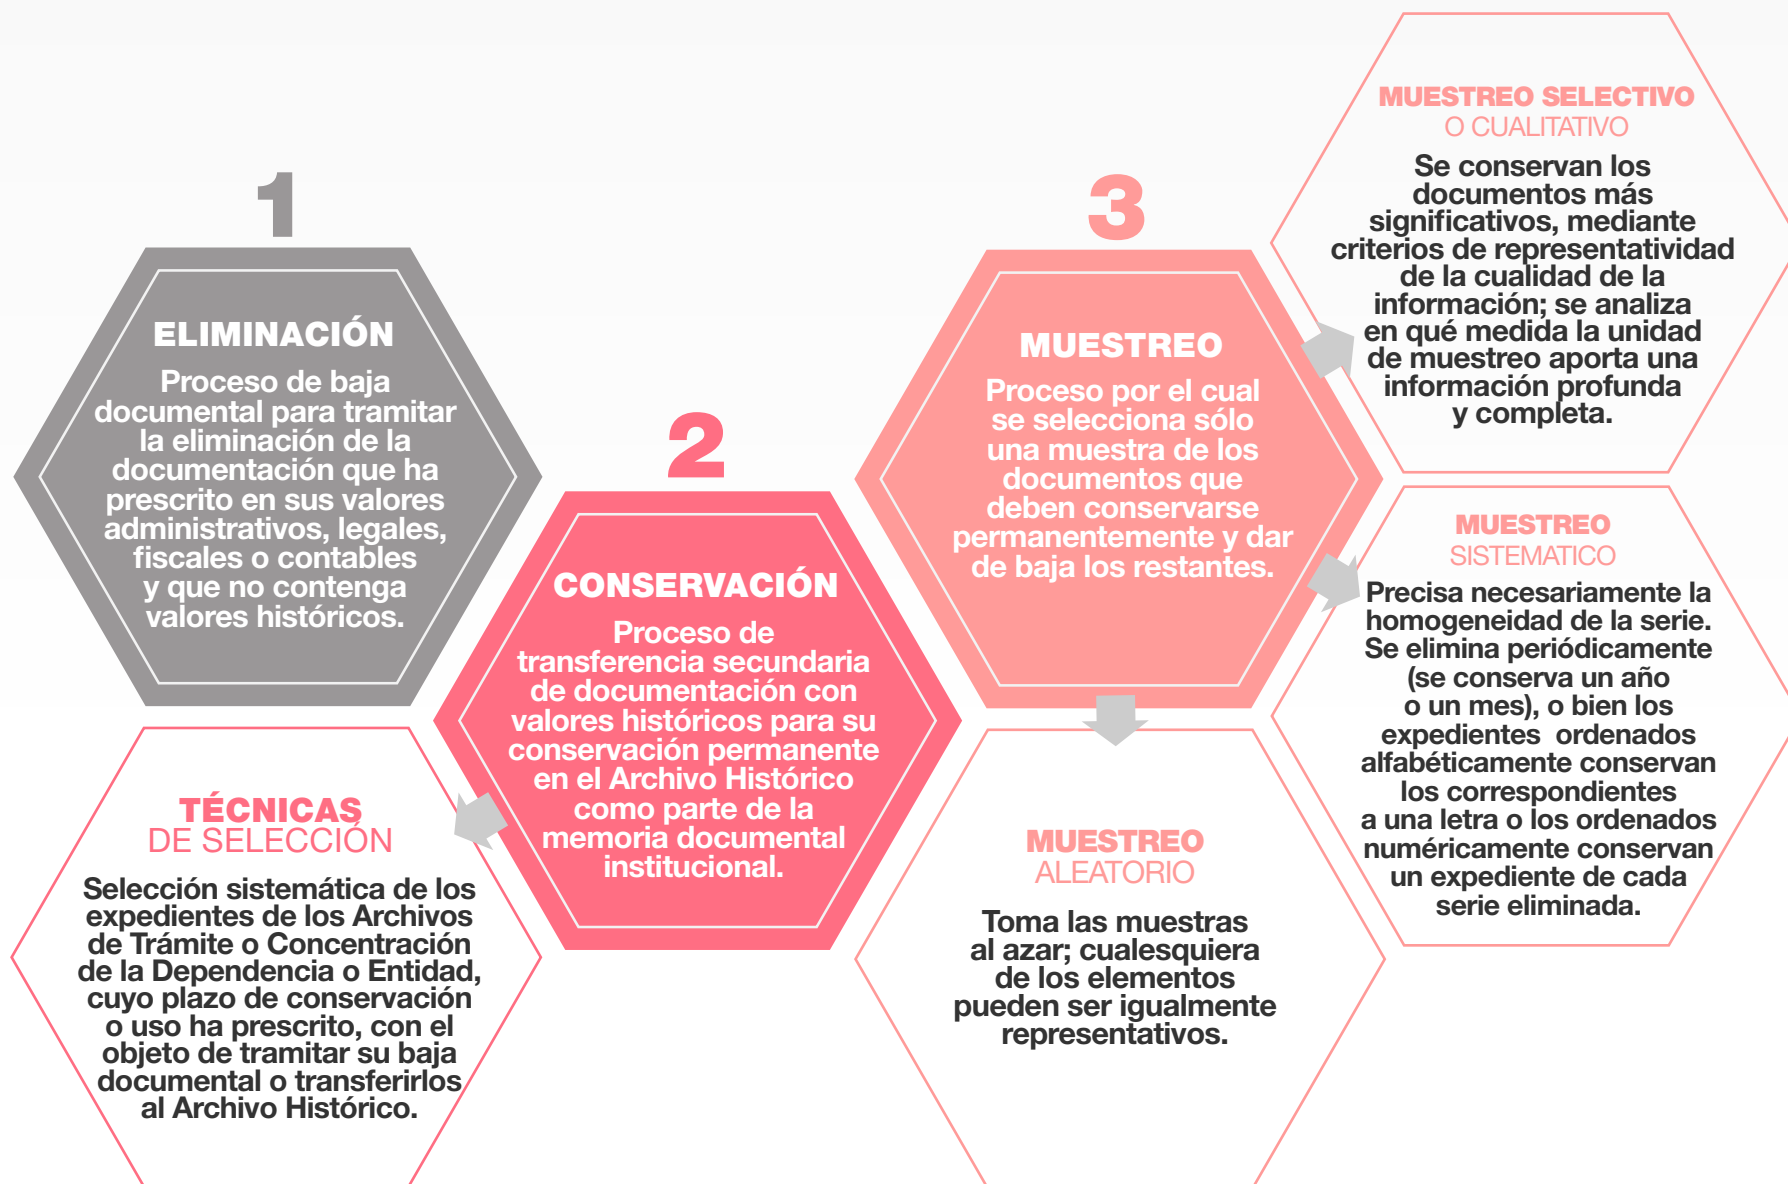 1
ELIMINACIÓN
Proceso de baja
documental para tramitar
la eliminación de la
documentación que ha
prescrito en sus valores
administrativos, legales,
fiscales o contables
y que no contenga
valores históricos.
2
CONSERVACIÓN
Proceso de
transferencia secundaria
de documentación con
valores históricos para su
conservación permanente
en el Archivo Histórico
como parte de la
memoria documental
institucional.
TÉCNICAS
DE SELECCIÓN
Selección sistemática de los
expedientes de los Archivos
de Trámite o Concentración
de la Dependencia o Entidad,
cuyo plazo de conservación
o uso ha prescrito, con el
objeto de tramitar su baja
documental o transferirlos
al Archivo Histórico.
3
MUESTREO
Proceso por el cual
se selecciona sólo
una muestra de los
documentos que
deben conservarse
permanentemente y dar
de baja los restantes.
MUESTREO SELECTIVO
O CUALITATIVO
Se conservan los
documentos más
significativos, mediante
criterios de representatividad
de la cualidad de la
información; se analiza
en qué medida la unidad
de muestreo aporta una
información profunda
y completa.
MUESTREO
SISTEMATICO
Precisa necesariamente la
homogeneidad de la serie.
Se elimina periódicamente
(se conserva un año
o un mes), o bien los
expedientes ordenados
alfabéticamente conservan
los correspondientes
a una letra o los ordenados
numéricamente conservan
un expediente de cada
serie eliminada.
MUESTREO
ALEATORIO
Toma las muestras
al azar; cualesquiera
de los elementos
pueden ser igualmente
representativos.